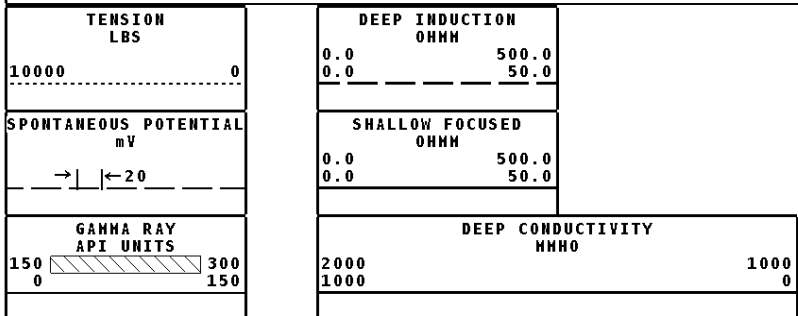 TENSION
LBS
10000 0
SPONTANEOUS POTENTIAL
mV
→ ←20
GAMMA RAY
API UNITS
150 300
0 150
DEEP INDUCTION
OHMM
0.0 500.0
0.0 50.0
SHALLOW FOCUSED
OHMM
0.0 500.0
0.0 50.0
DEEP CONDUCTIVITY
MMHO
2000 1000
1000 0